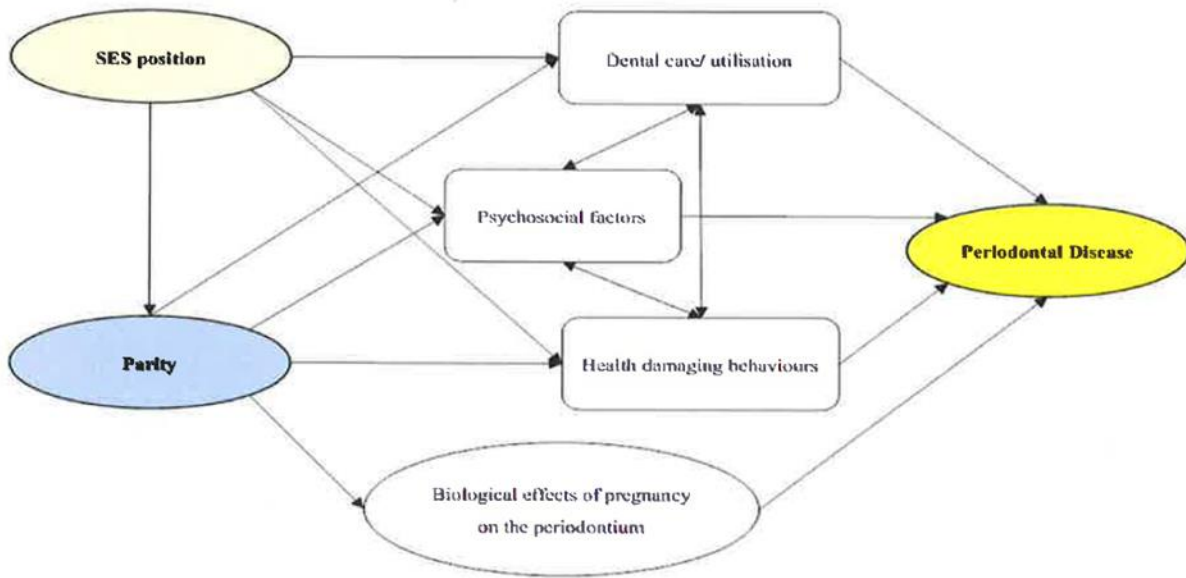 SES position
Dental care/ utilisation
Psychosocial factors
Periodontal Disease
Parity
Health damaging behaviours
Biological effects of pregnancy
on the periodontium